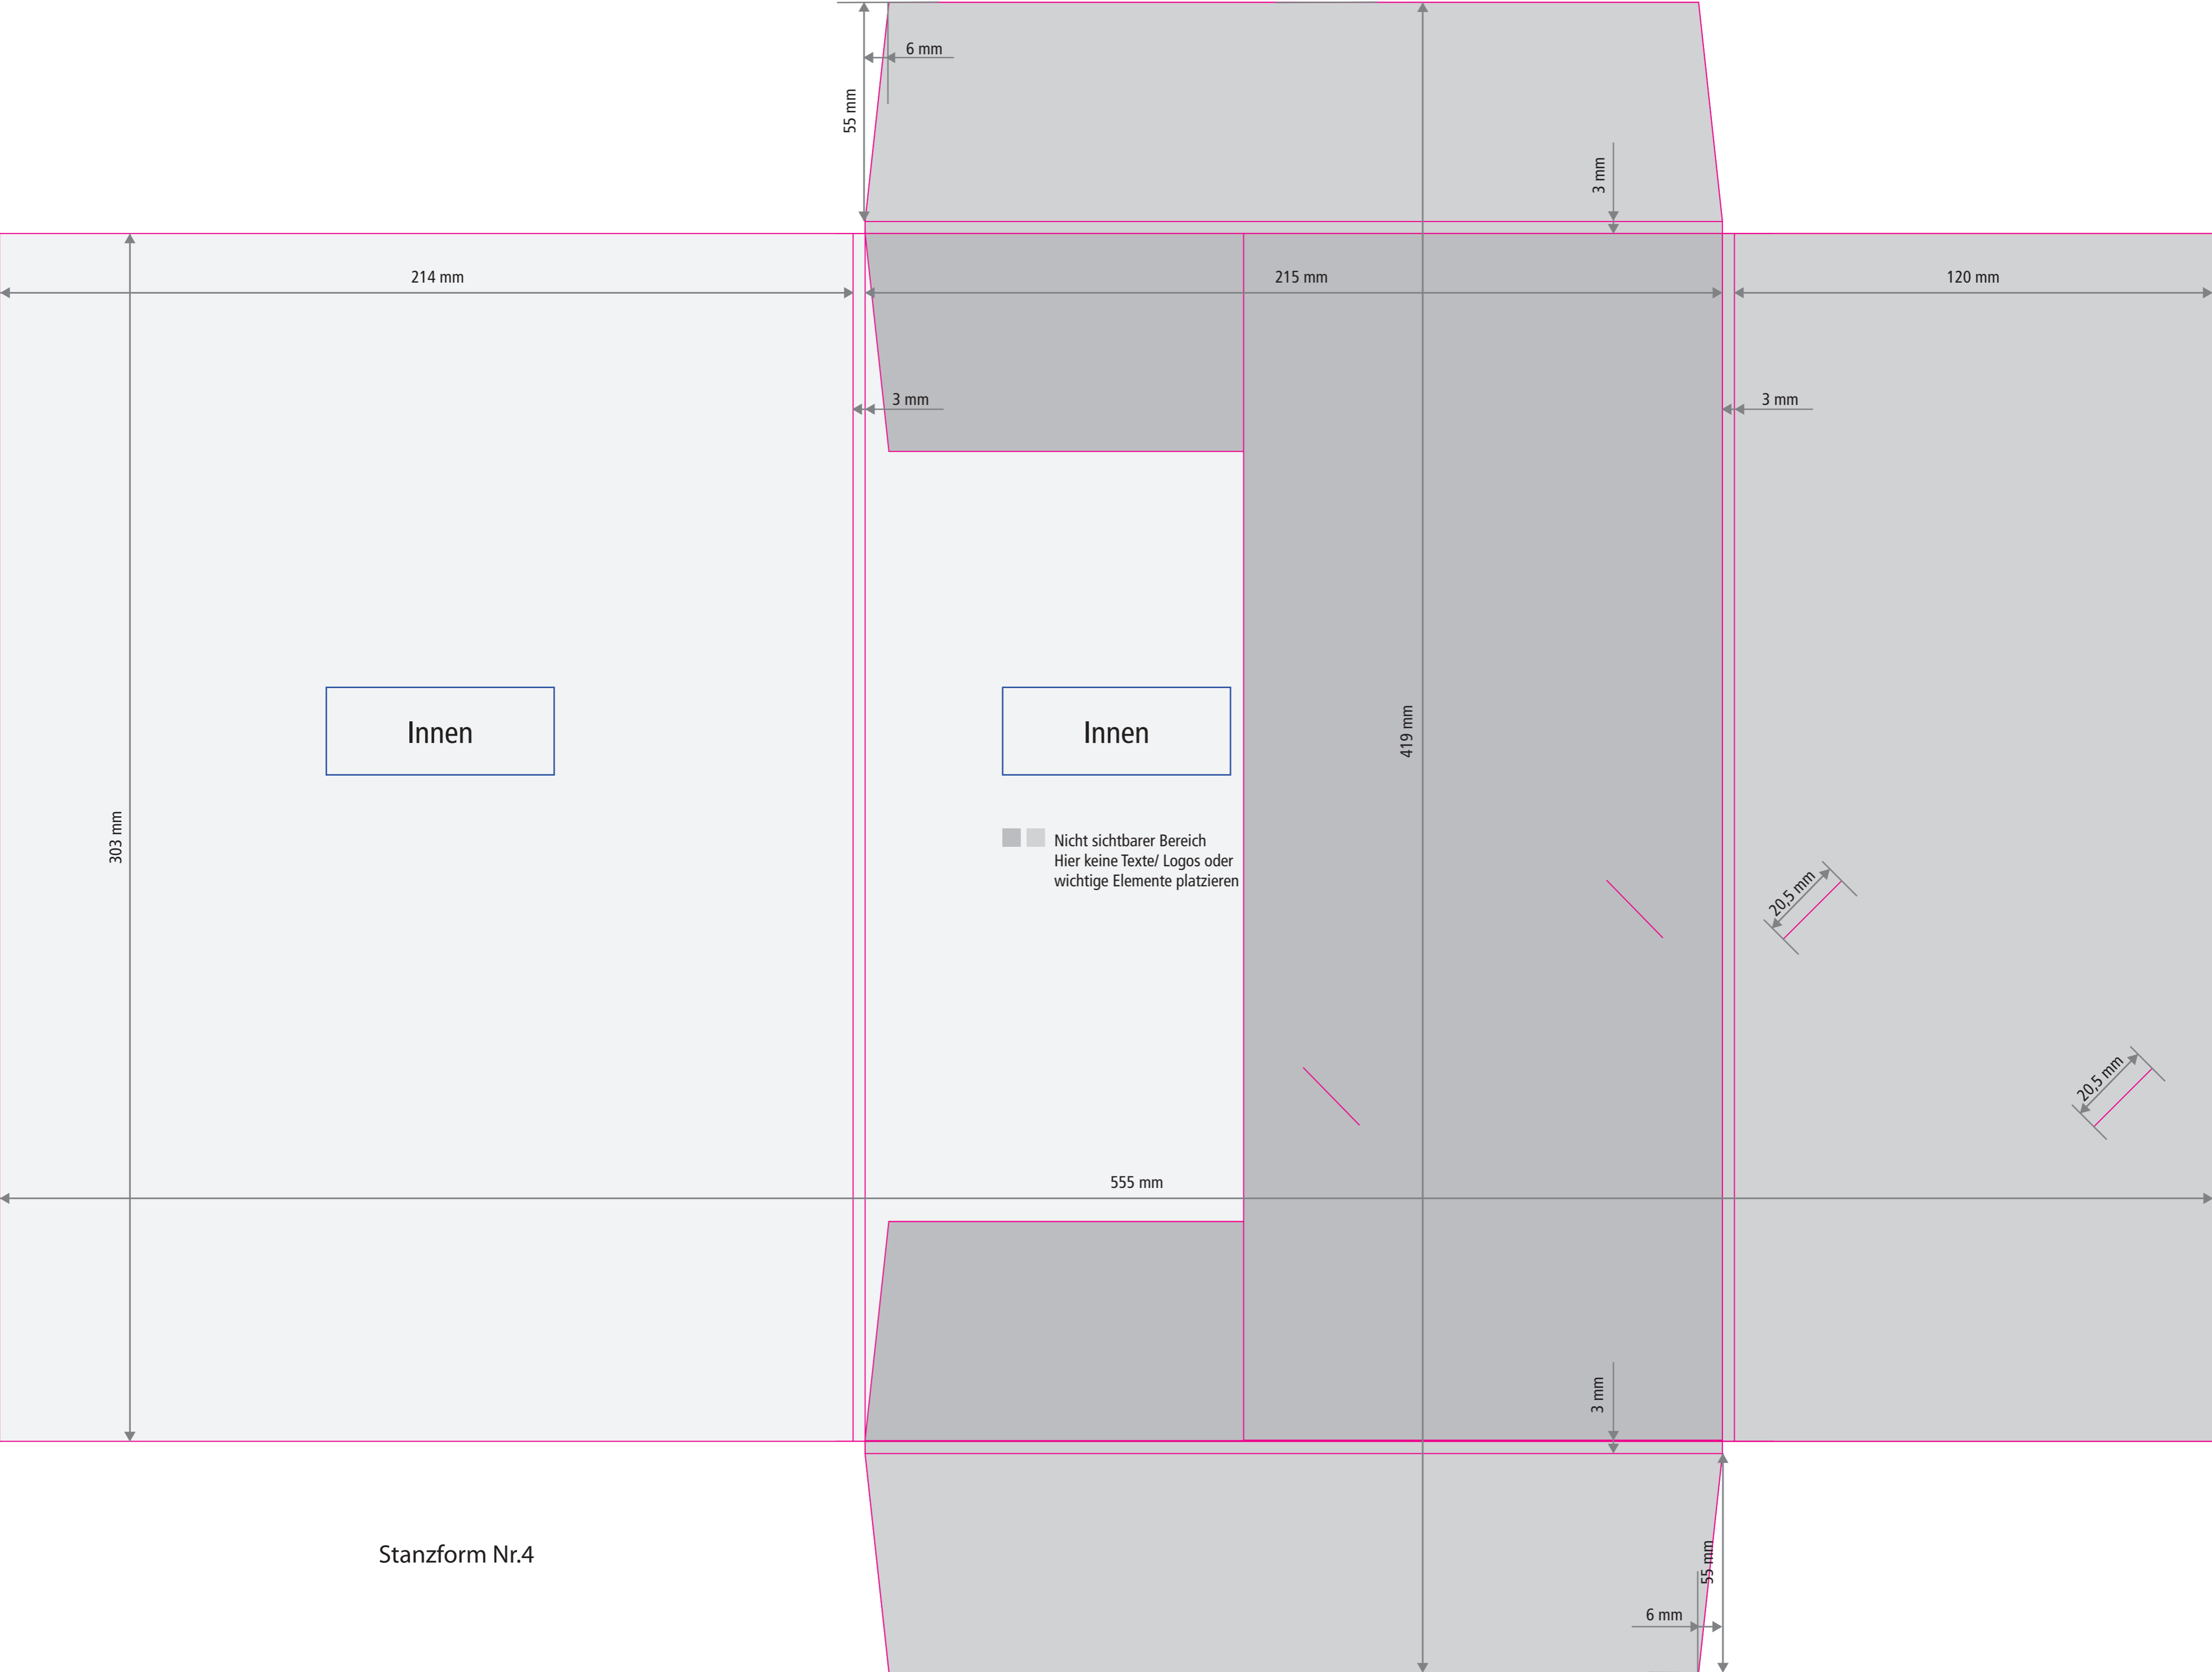 6 mm
55 mm
3 mm
214 mm
215 mm
120 mm
3 mm
3 mm
Innen
Innen
419 mm
303 mm
Nicht sichtbarer Bereich
Hier keine Texte/ Logos oder
wichtige Elemente platzieren
20,5 mm
20,5 mm
555 mm
3 mm
Stanzform Nr.4
55 mm
6 mm